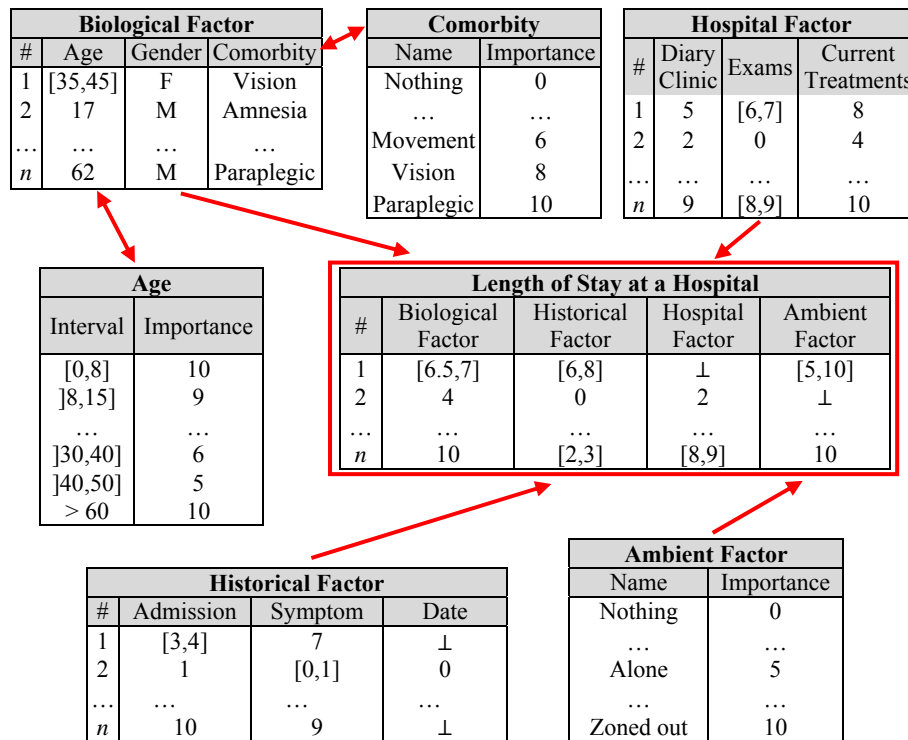 Biological Factor
# Age Gender Comorbity
1 [35,45] F Vision
2 17 M Amnesia
… … … …
n 62 M Paraplegic
Comorbity
Name Importance
Nothing 0
… …
Movement 6
Vision 8
Paraplegic 10
Hospital Factor
# Diary Clinic Exams Current Treatments
1 5 [6,7] 8
2 2 0 4
… … … …
n 9 [8,9] 10
Age
Interval Importance
[0,8] 10
]8,15] 9
… …
]30,40] 6
]40,50] 5
> 60 10
Length of Stay at a Hospital
# Biological Factor Historical Factor Hospital Factor Ambient Factor
1 [6.5,7] [6,8] ⊥ [5,10]
2 4 0 2 ⊥
… … … … …
n 10 [2,3] [8,9] 10
Historical Factor
# Admission Symptom Date
1 [3,4] 7 ⊥
2 1 [0,1] 0
… … … …
n 10 9 ⊥
Ambient Factor
Name Importance
Nothing 0
… …
Alone 5
… …
Zoned out 10